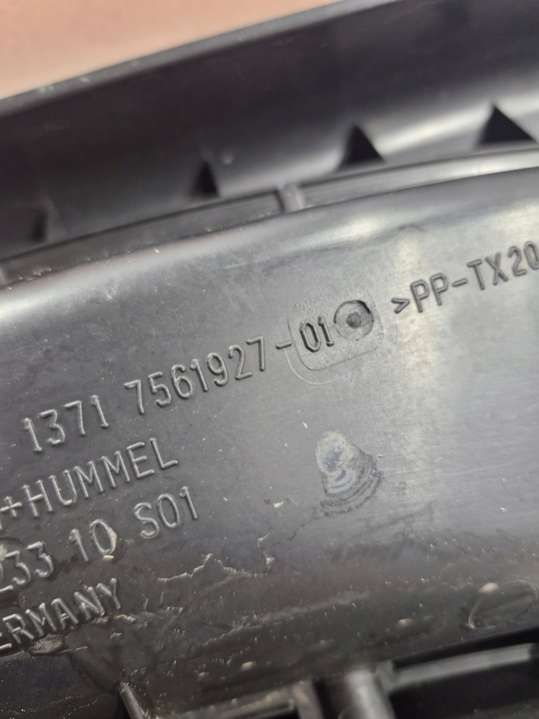 1371 7561927-01 >PP-TX20
+HUMMEL
233 10 S01
ERMANY